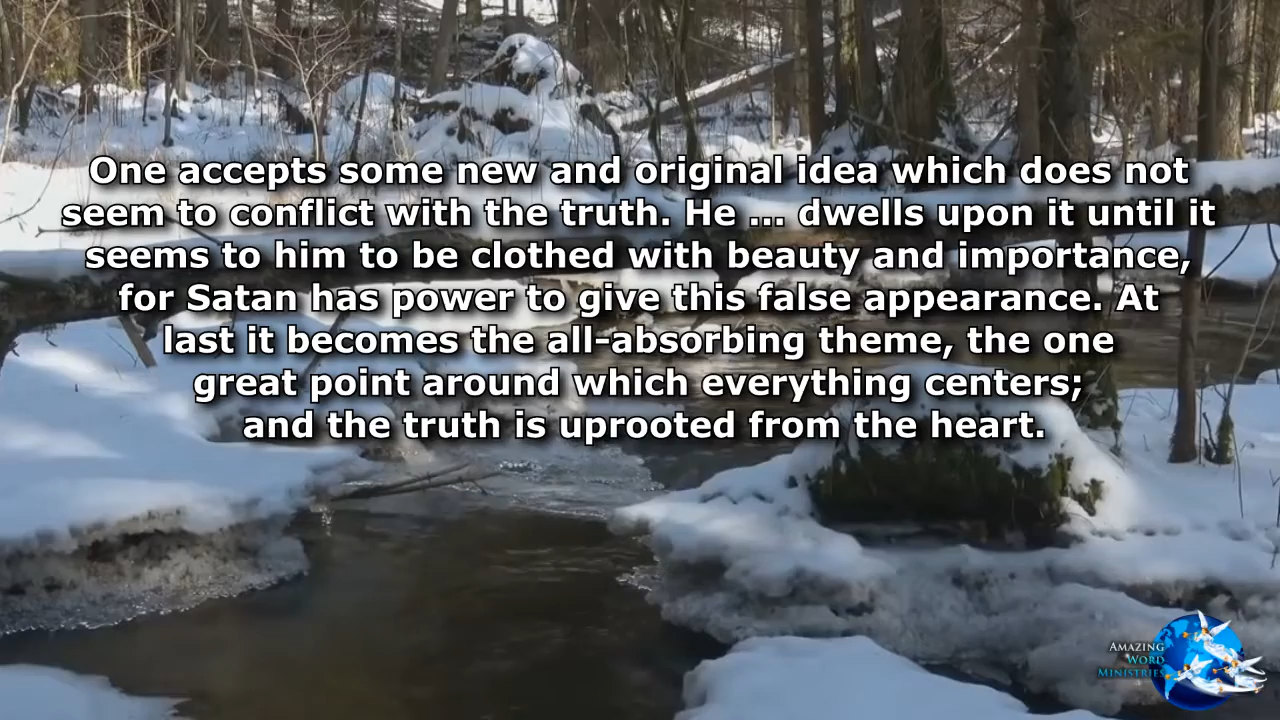 One accepts some new and original idea which does not
seem to conflict with the truth. He ... dwells upon it until it
seems to him to be clothed with beauty and importance,
for Satan has power to give this false appearance. At
last it becomes the all-absorbing theme, the one
great point around which everything centers;
and the truth is uprooted from the heart.
AMAZING
WORD
MINISTRIES